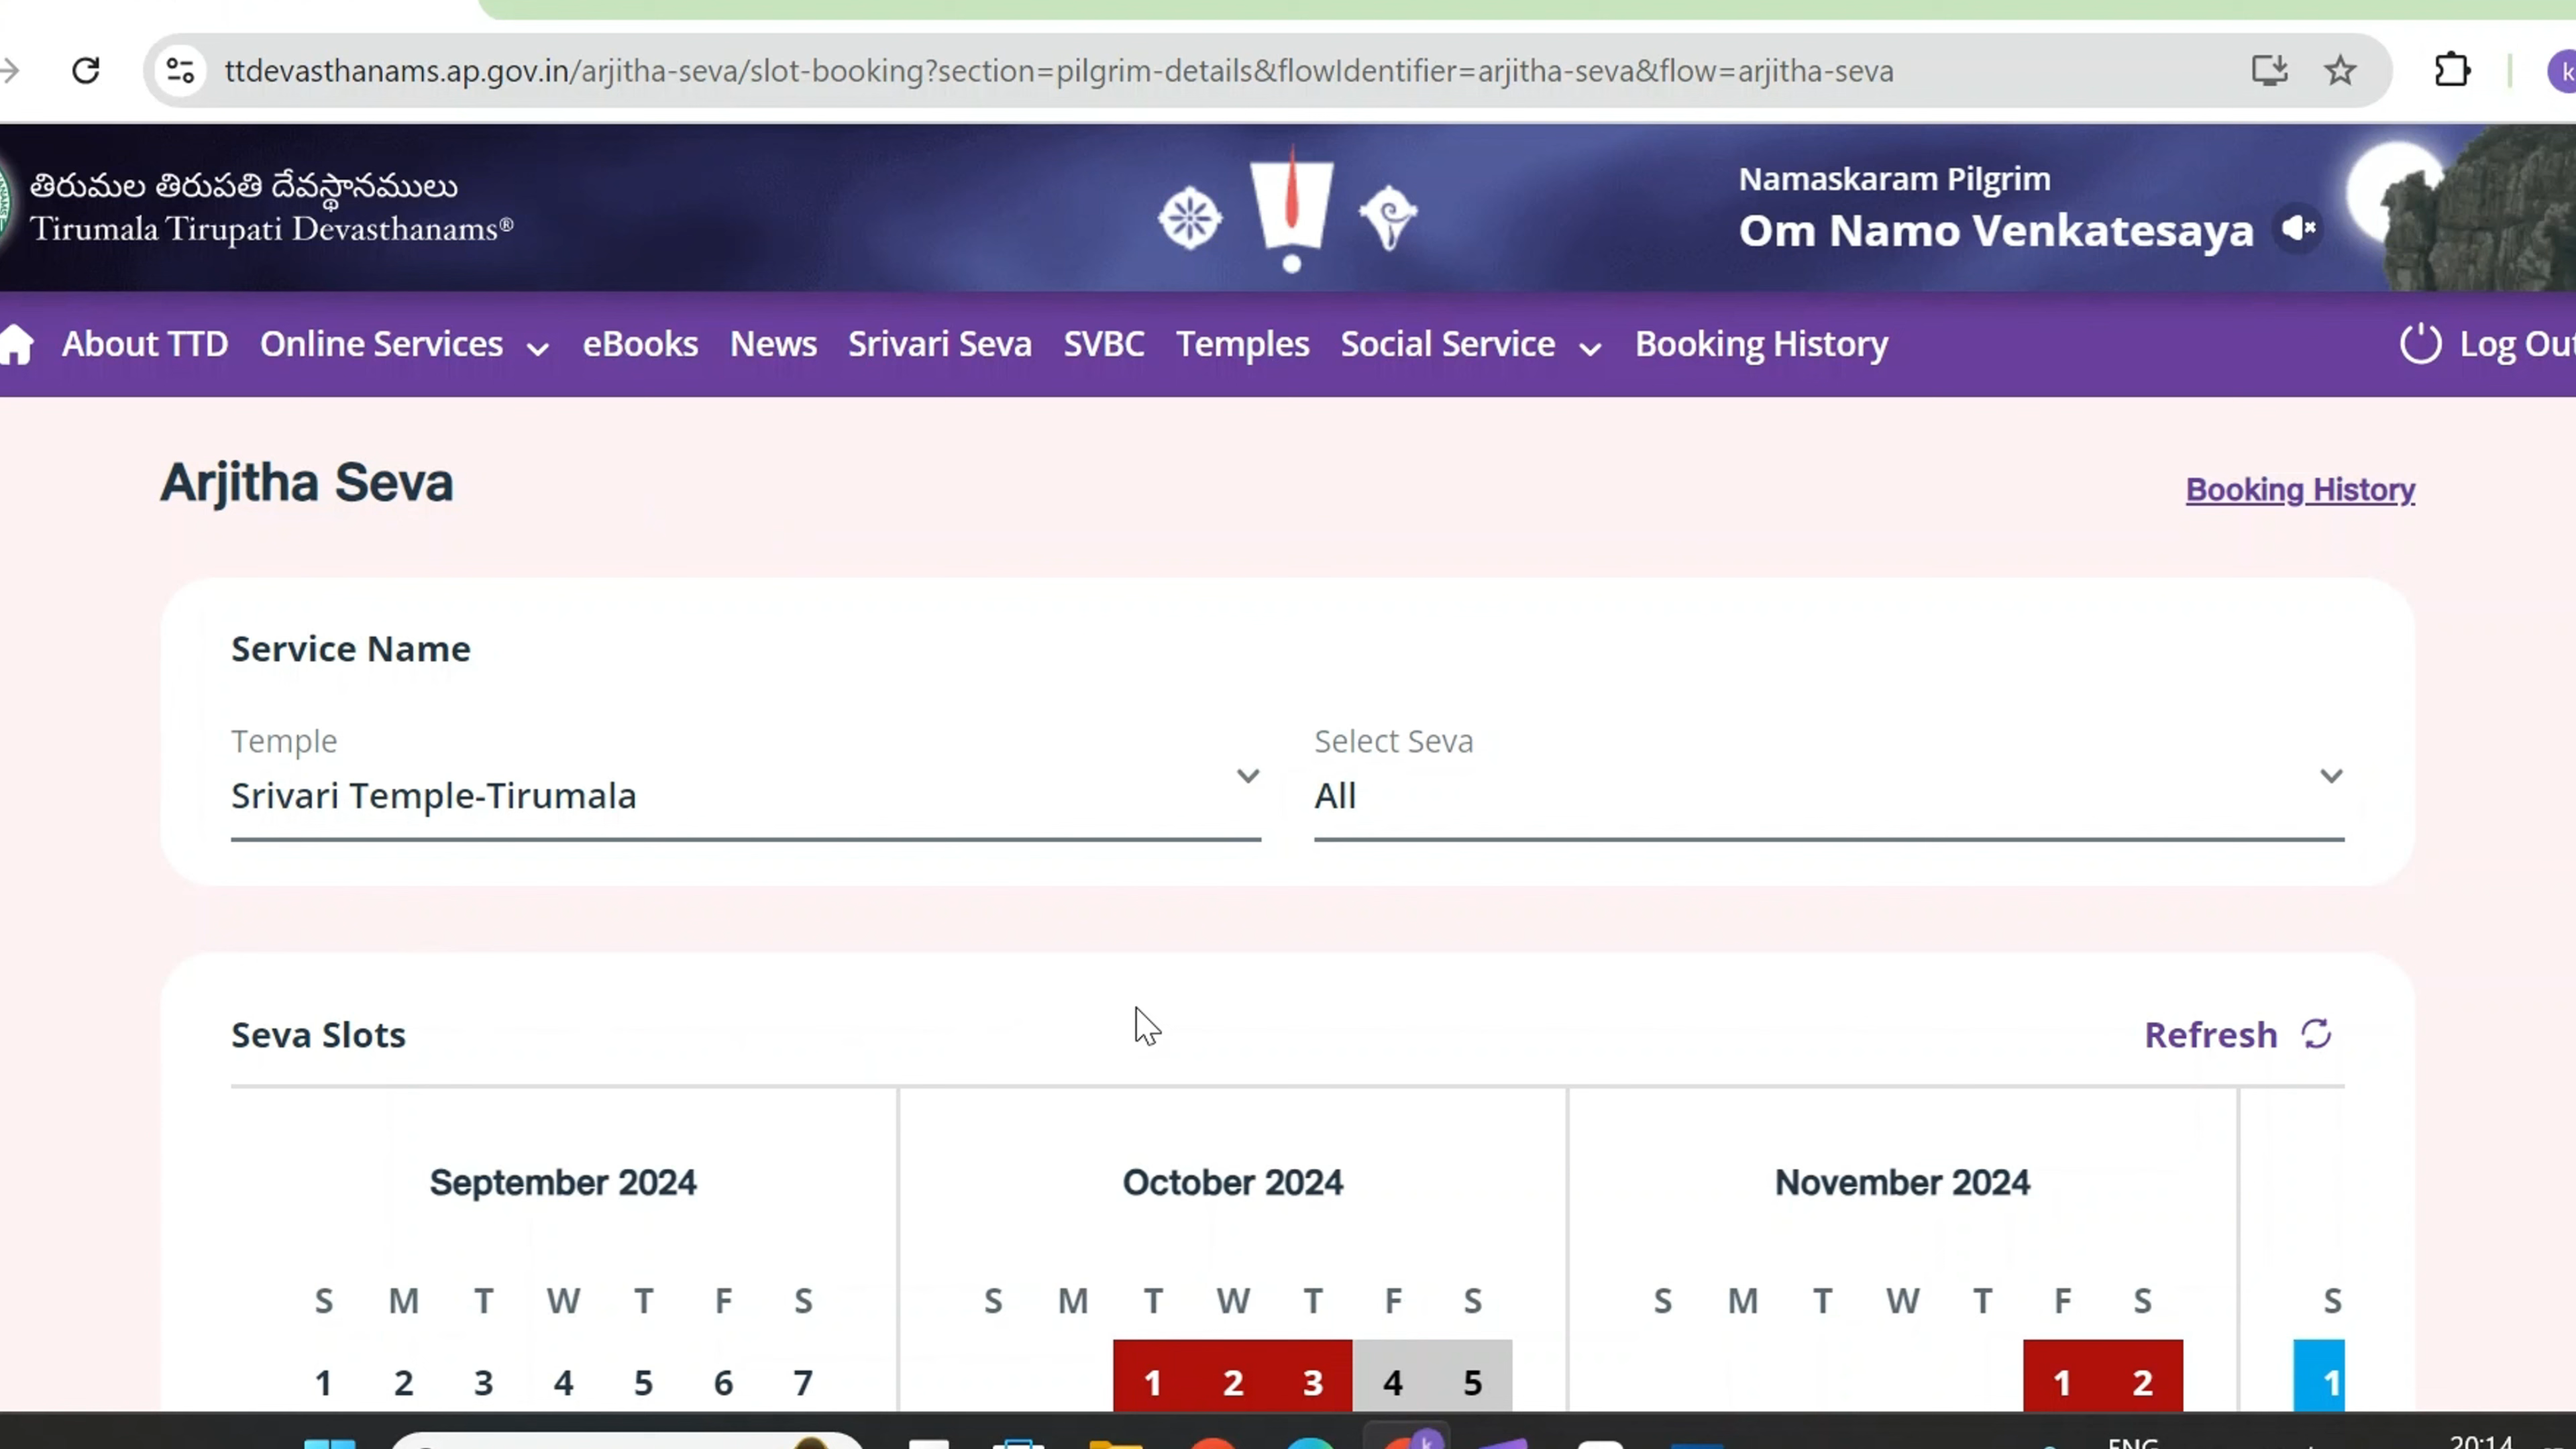 ttdevasthanams.ap.gov.in/arjitha-seva/slot-booking?section=pilgrim-details&flowIdentifier=arjitha-seva&flow=arjitha-seva
k
తిరుమల తిరుపతి దేవస్థానములు
Tirumala Tirupati Devasthanams®
Namaskaram Pilgrim
Om Namo Venkatesaya
About TTD Online Services eBooks News Srivari Seva SVBC Temples Social Service Booking History Log Out
Arjitha Seva
Booking History
Service Name
Temple
Srivari Temple-Tirumala
Select Seva
All
Seva Slots
Refresh
September 2024
S M T W T F S
1 2 3 4 5 6 7
October 2024
S M T W T F S
1 2 3 4 5
November 2024
S M T W T F S
1 2
S
1
ENG
20:14